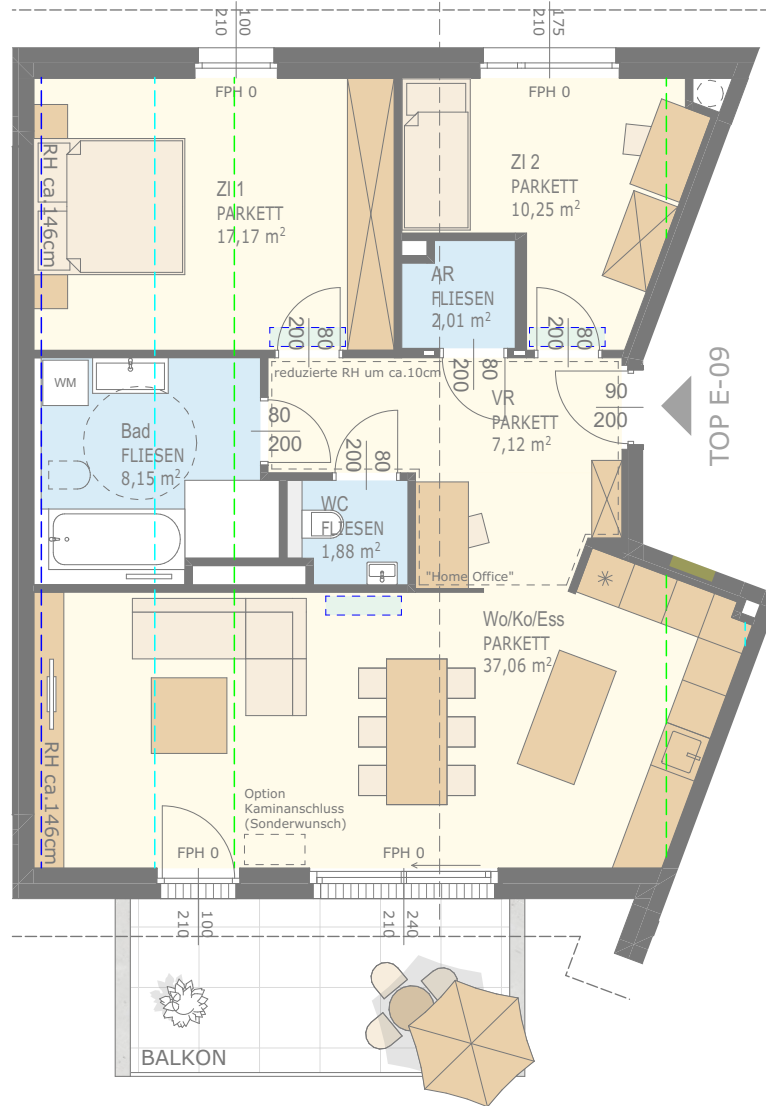 100
210
175
210
FPH 0
FPH 0
RH ca.146cm
ZI 1
PARKETT
17,17 m²
ZI 2
PARKETT
10,25 m²
AR
FLIESEN
2,01 m²
80
200
80
200
80
200
reduzierte RH um ca.10cm
WM
Bad
FLIESEN
8,15 m²
80
200
80
200
VR
PARKETT
7,12 m²
90
200
TOP E-09
WC
FLIESEN
1,88 m²
"Home Office"
Wo/Ko/Ess
PARKETT
37,06 m²
RH ca.146cm
Option
Kaminanschluss
(Sonderwunsch)
FPH 0
FPH 0
100
210
240
210
BALKON